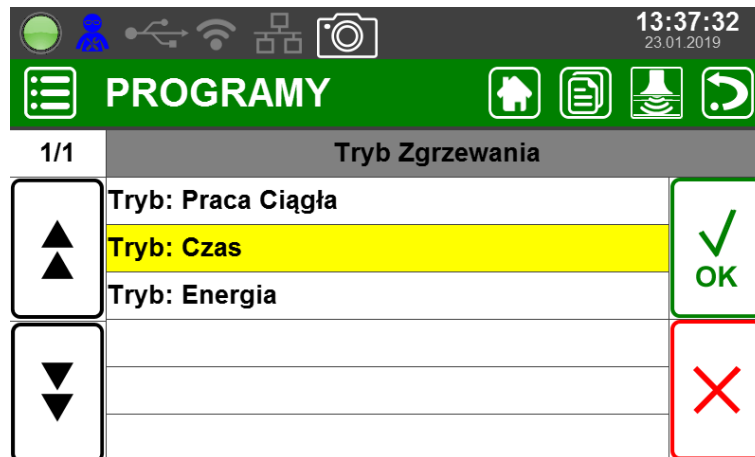 13:37:32
23.01.2019
PROGRAMY
1/1
Tryb Zgrzewania
Tryb: Praca Ciągła
Tryb: Czas
OK
Tryb: Energia